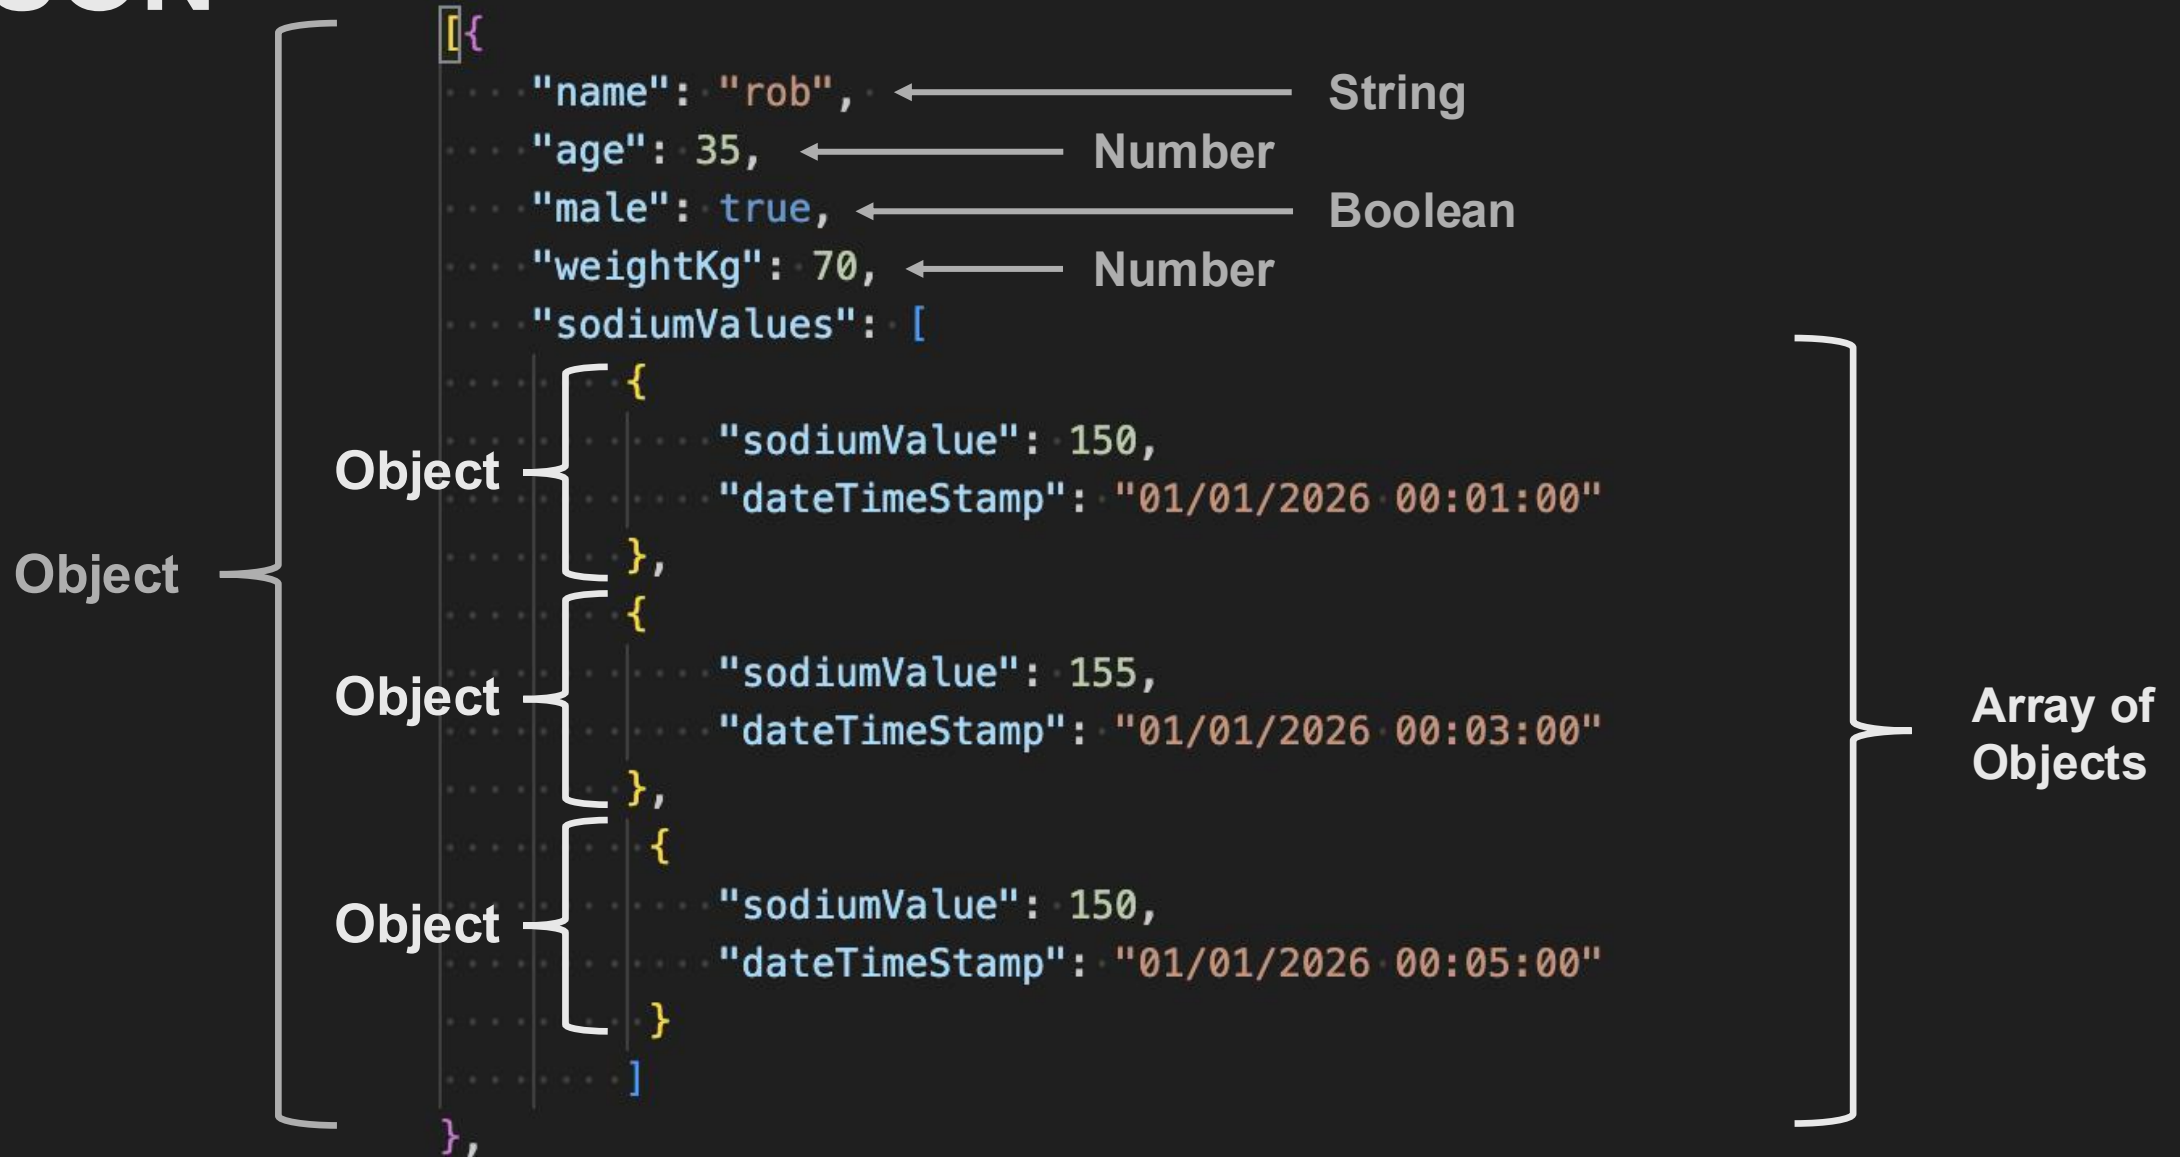 [{
"name": "rob", String
"age": 35, Number
"male": true, Boolean
"weightKg": 70, Number
"sodiumValues": [
{
"sodiumValue": 150,
Object
"dateTimeStamp": "01/01/2026 00:01:00"
},
Object
{
"sodiumValue": 155,
Object
"dateTimeStamp": "01/01/2026 00:03:00"
Array of
Objects
},
{
"sodiumValue": 150,
Object
"dateTimeStamp": "01/01/2026 00:05:00"
}
]
},